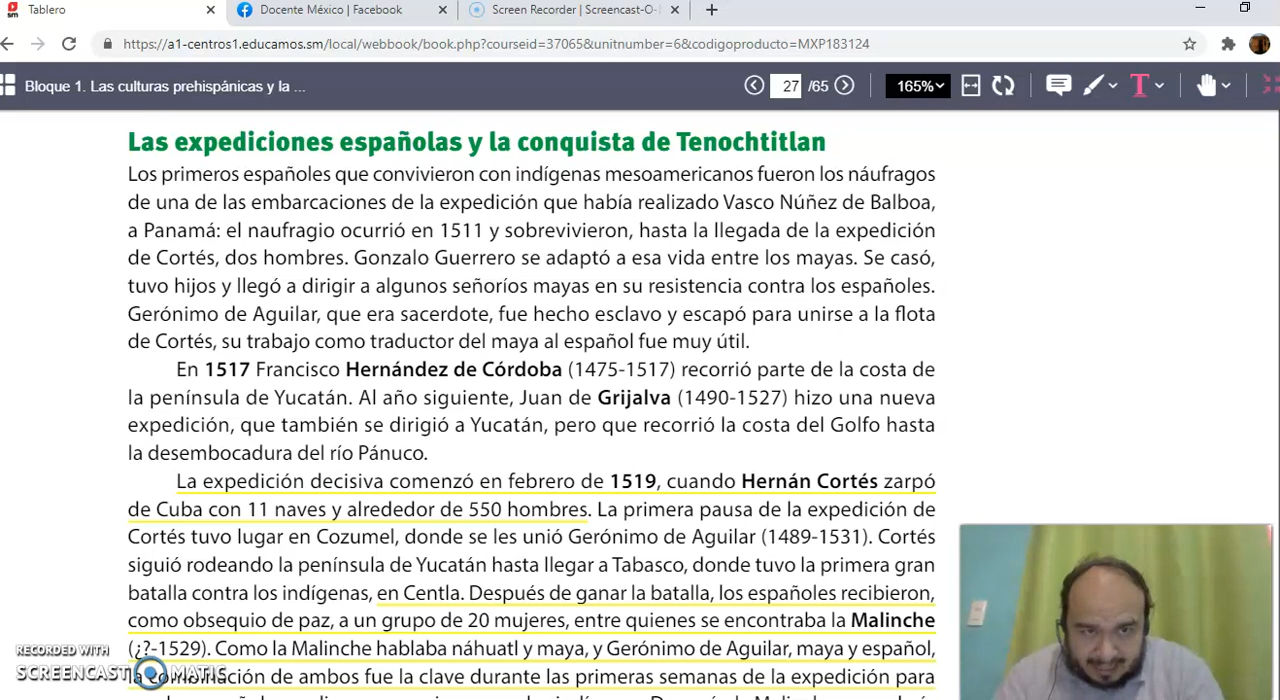 Tablero
Docente México | Facebook
Screen Recorder | Screencast-O-
sm
https://a1-centros1.educamos.sm/local/webbook/book.php?courseid=37065&unitnumber=6&codigoproducto=MXP183124
Bloque 1. Las culturas prehispánicas y la ...
27 /65
165%
T
Las expediciones españolas y la conquista de Tenochtitlan
Los primeros españoles que convivieron con indígenas mesoamericanos fueron los náufragos
de una de las embarcaciones de la expedición que había realizado Vasco Núñez de Balboa,
a Panamá: el naufragio ocurrió en 1511 y sobrevivieron, hasta la llegada de la expedición
de Cortés, dos hombres. Gonzalo Guerrero se adaptó a esa vida entre los mayas. Se casó,
tuvo hijos y llegó a dirigir a algunos señoríos mayas en su resistencia contra los españoles.
Gerónimo de Aguilar, que era sacerdote, fue hecho esclavo y escapó para unirse a la flota
de Cortés, su trabajo como traductor del maya al español fue muy útil.
En 1517 Francisco Hernández de Córdoba (1475-1517) recorrió parte de la costa de
la península de Yucatán. Al año siguiente, Juan de Grijalva (1490-1527) hizo una nueva
expedición, que también se dirigió a Yucatán, pero que recorrió la costa del Golfo hasta
la desembocadura del río Pánuco.
La expedición decisiva comenzó en febrero de 1519, cuando Hernán Cortés zarpó
de Cuba con 11 naves y alrededor de 550 hombres. La primera pausa de la expedición de
Cortés tuvo lugar en Cozumel, donde se les unió Gerónimo de Aguilar (1489-1531). Cortés
siguió rodeando la península de Yucatán hasta llegar a Tabasco, donde tuvo la primera gran
batalla contra los indígenas, en Centla. Después de ganar la batalla, los españoles recibieron,
como obsequio de paz, a un grupo de 20 mujeres, entre quienes se encontraba la Malinche
(¿?-1529). Como la Malinche hablaba náhuatl y maya, y Gerónimo de Aguilar, maya y español,
la combinación de ambos fue la clave durante las primeras semanas de la expedición para
RECORDED WITH
SCREENCAST MATIC